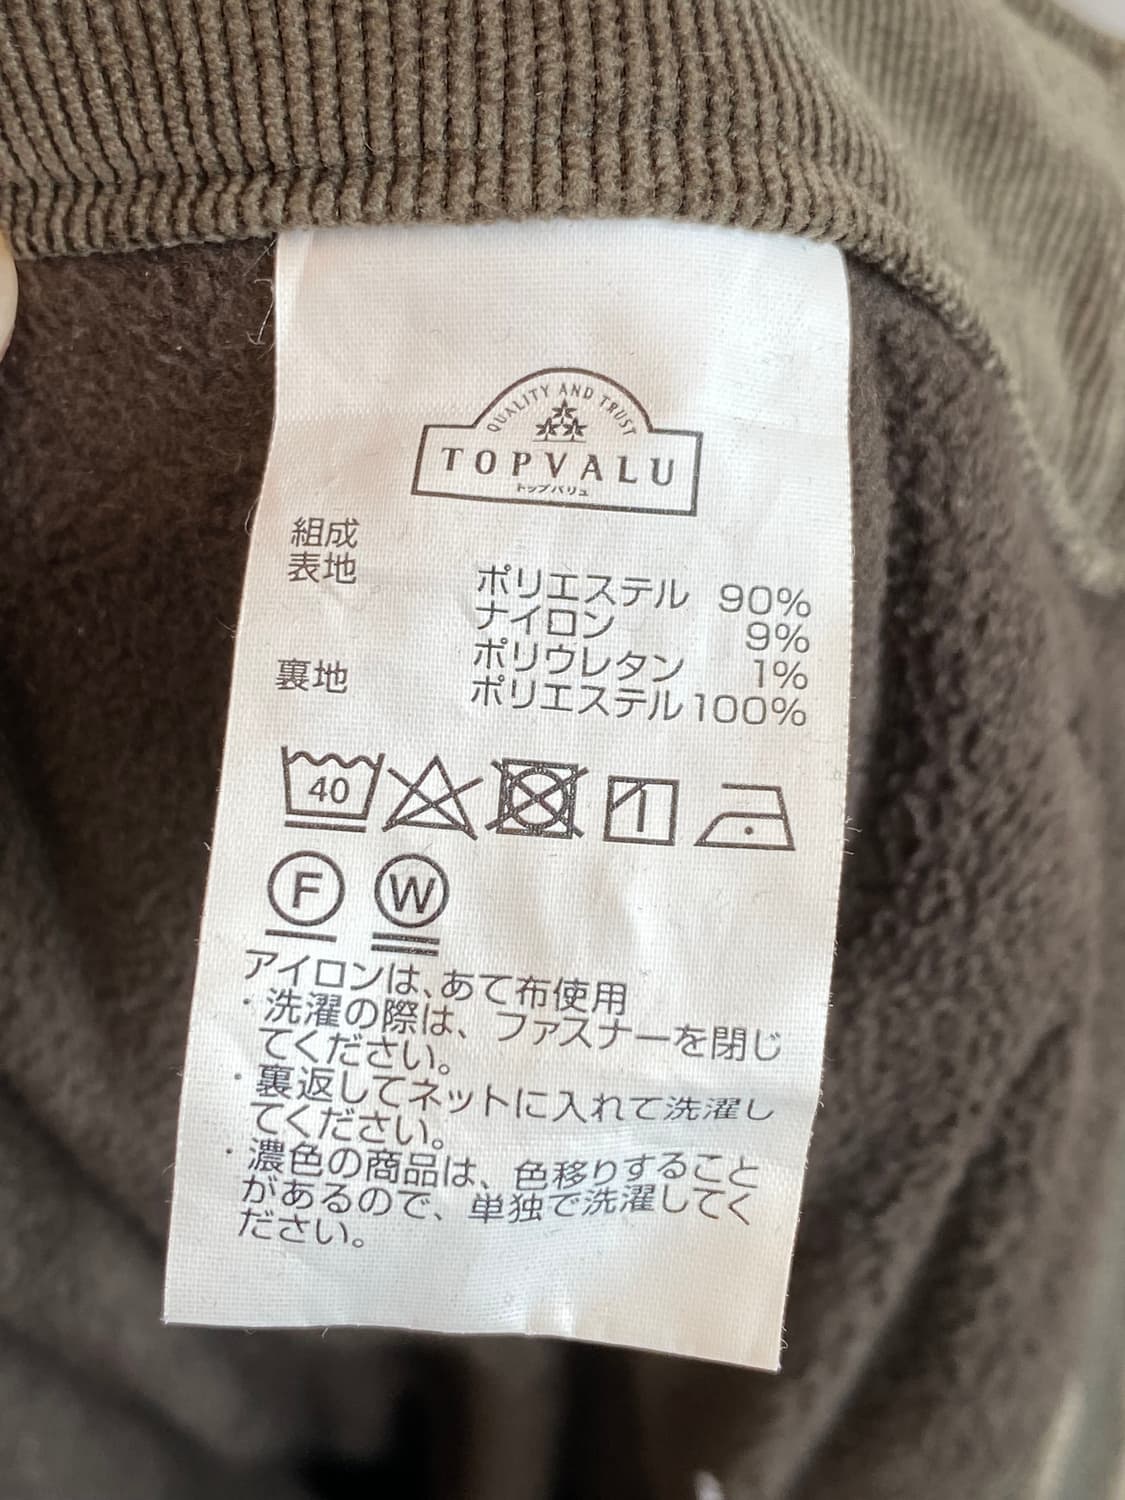 QUALITY AND TRUST
TOPVALU
トップバリュ
組成
表地
ポリエステル 90%
ナイロン 9%
ポリウレタン 1%
裏地
ポリエステル100%
40
F W
アイロンは、あて布使用
・洗濯の際は、ファスナーを閉じ
てください。
・裏返してネットに入れて洗濯し
てください。
・濃色の商品は、色移りすること
があるので、単独で洗濯してく
ださい。